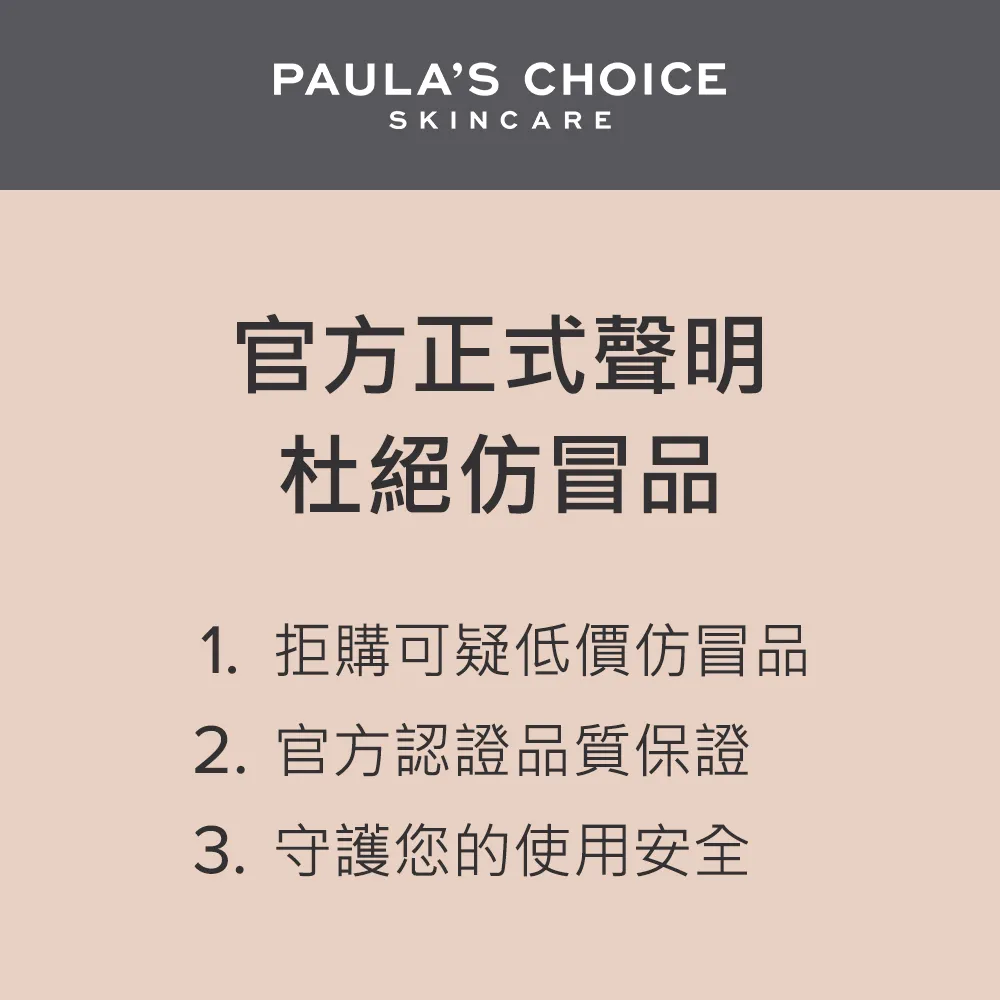 PAULA'S CHOICE
SKINCARE
官方正式聲明
杜絕仿冒品
1. 拒購可疑低價仿冒品
2. 官方認證品質保證
3. 守護您的使用安全